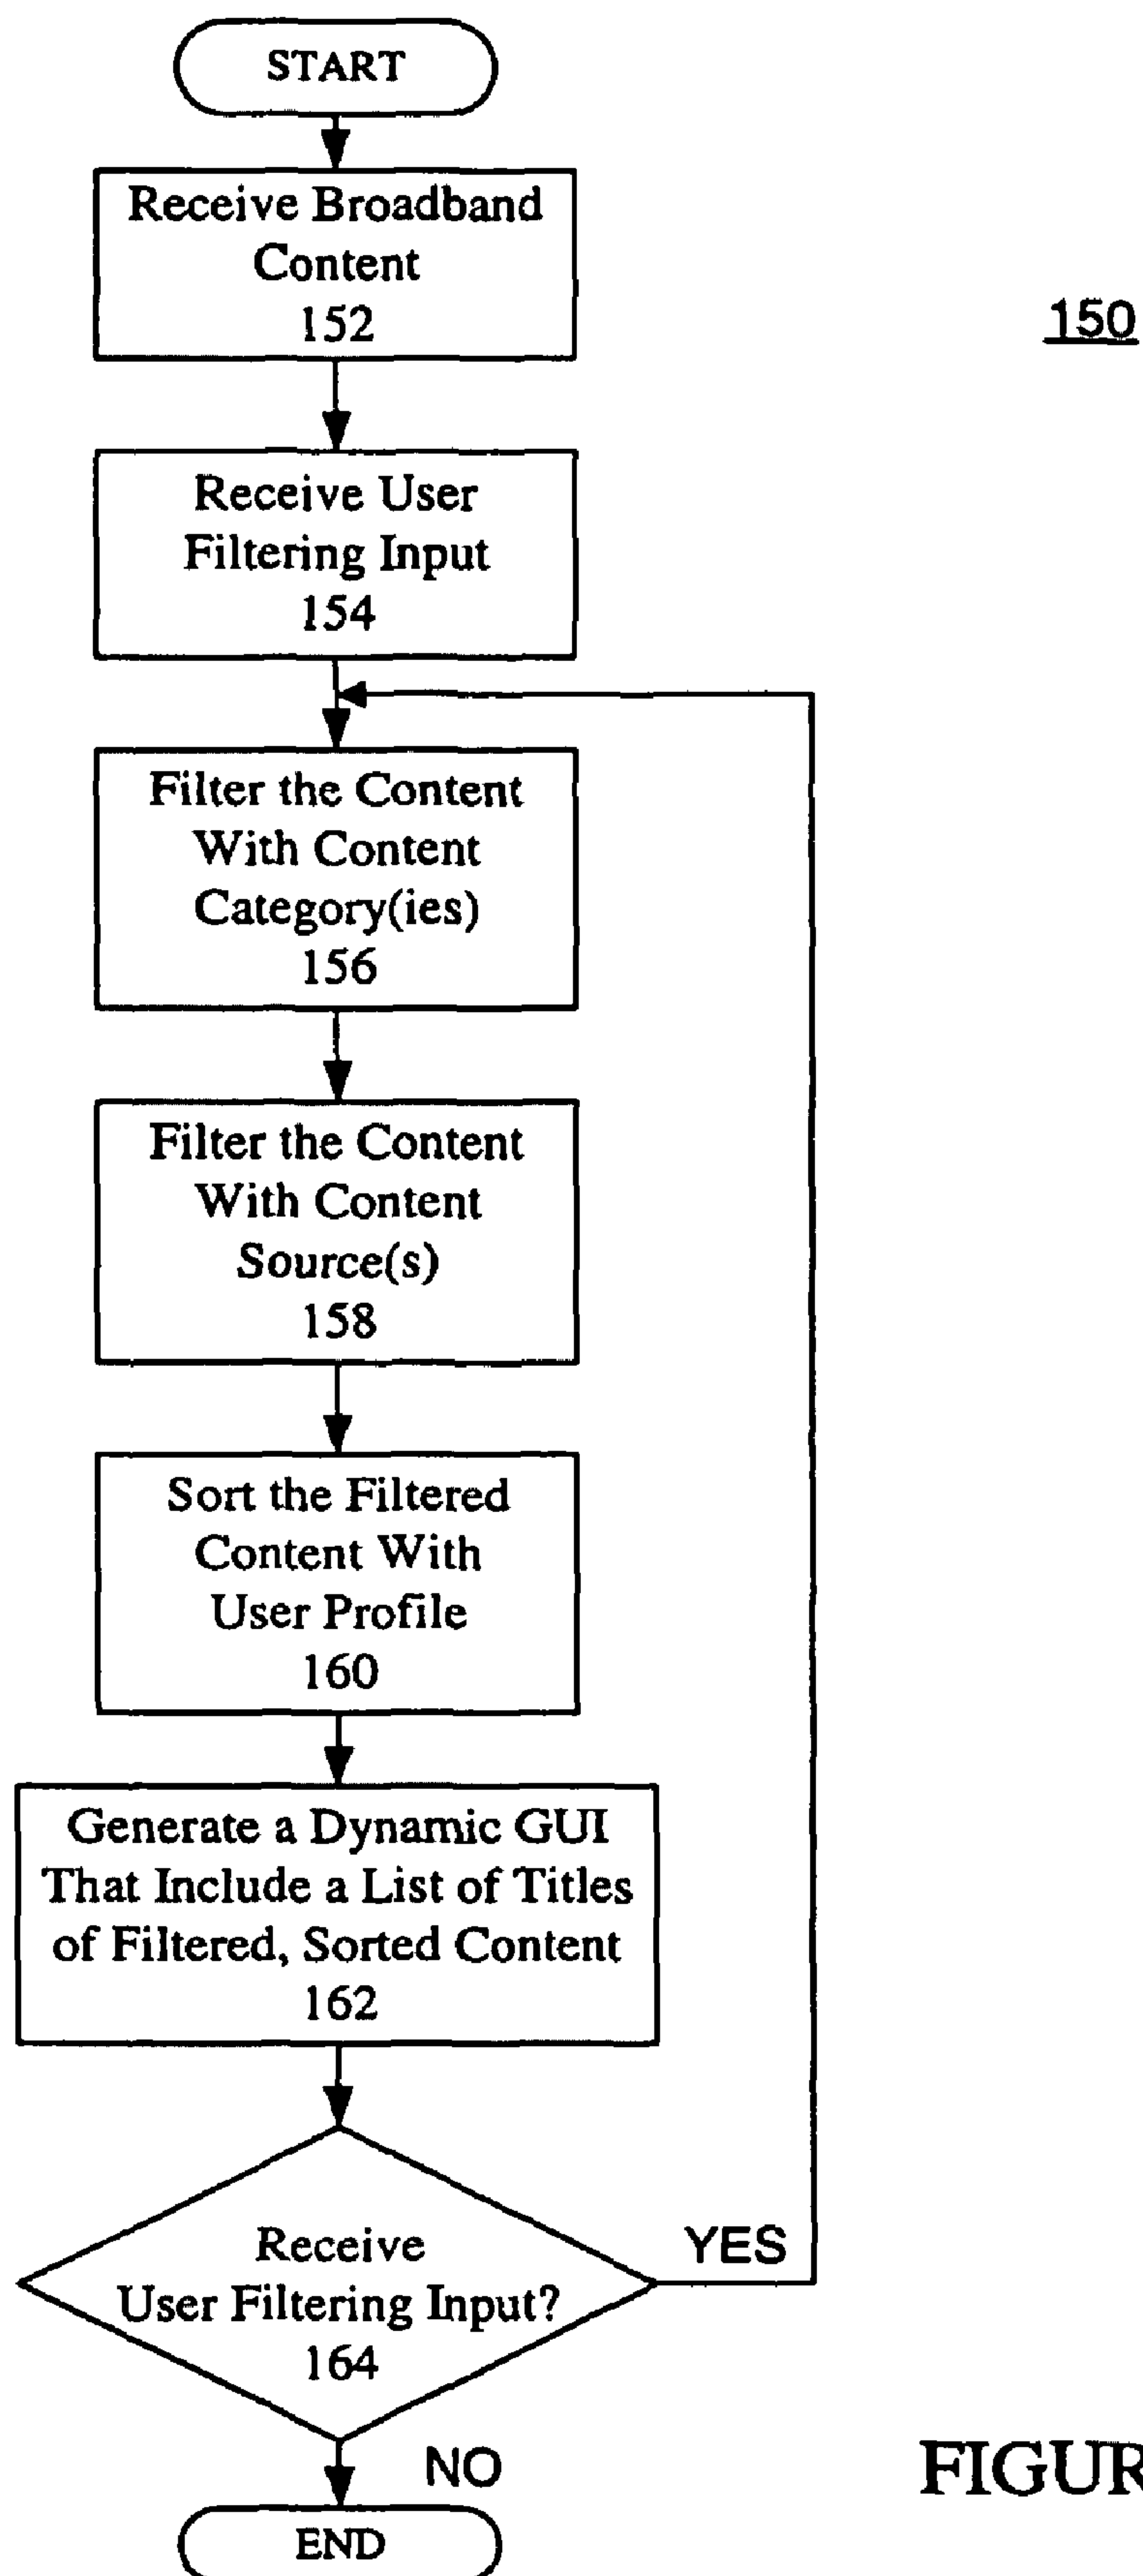 START
Receive Broadband
Content
152
150
Receive User
Filtering Input
154
Filter the Content
With Content
Category(ies)
156
Filter the Content
With Content
Source(s)
158
Sort the Filtered
Content With
User Profile
160
Generate a Dynamic GUI
That Include a List of Titles
of Filtered, Sorted Content
162
Receive
User Filtering Input?
164
YES
NO
END